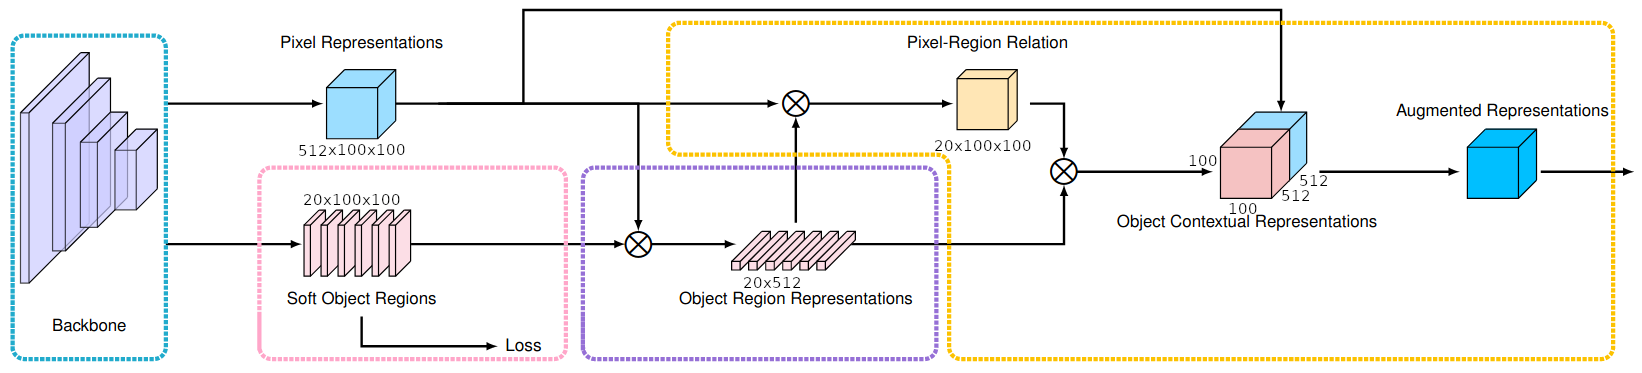 Pixel Representations
Pixel-Region Relation
Augmented Representations
512x100x100
20x100x100
100
512
512
100
Object Contextual Representations
20x100x100
Soft Object Regions
20x512
Object Region Representations
Backbone
Loss